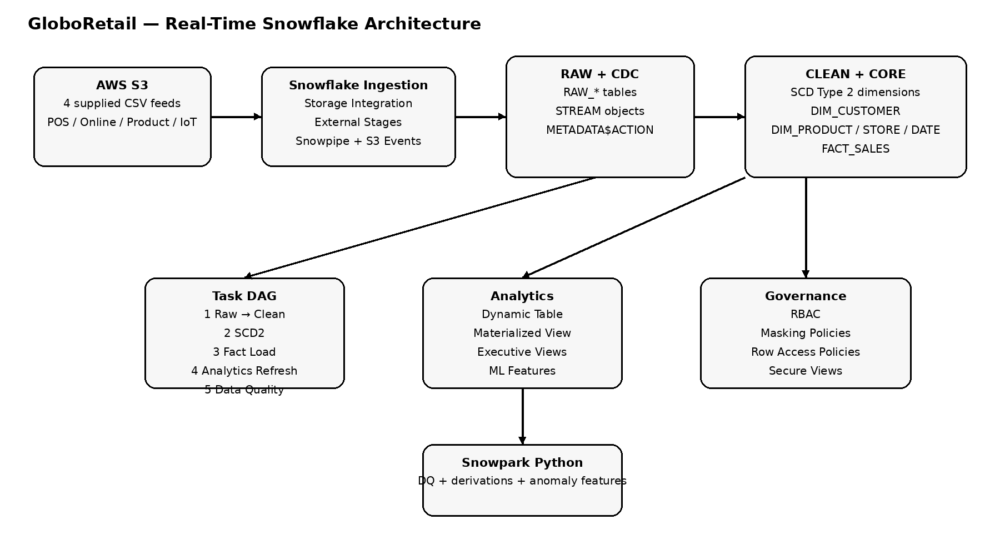 GloboRetail — Real-Time Snowflake Architecture
AWS S3
4 supplied CSV feeds
POS / Online / Product / IoT
Snowflake Ingestion
Storage Integration
External Stages
Snowpipe + S3 Events
RAW + CDC
RAW_* tables
STREAM objects
METADATA$ACTION
CLEAN + CORE
SCD Type 2 dimensions
DIM_CUSTOMER
DIM_PRODUCT / STORE / DATE
FACT_SALES
Task DAG
1 Raw → Clean
2 SCD2
3 Fact Load
4 Analytics Refresh
5 Data Quality
Analytics
Dynamic Table
Materialized View
Executive Views
ML Features
Governance
RBAC
Masking Policies
Row Access Policies
Secure Views
Snowpark Python
DQ + derivations + anomaly features